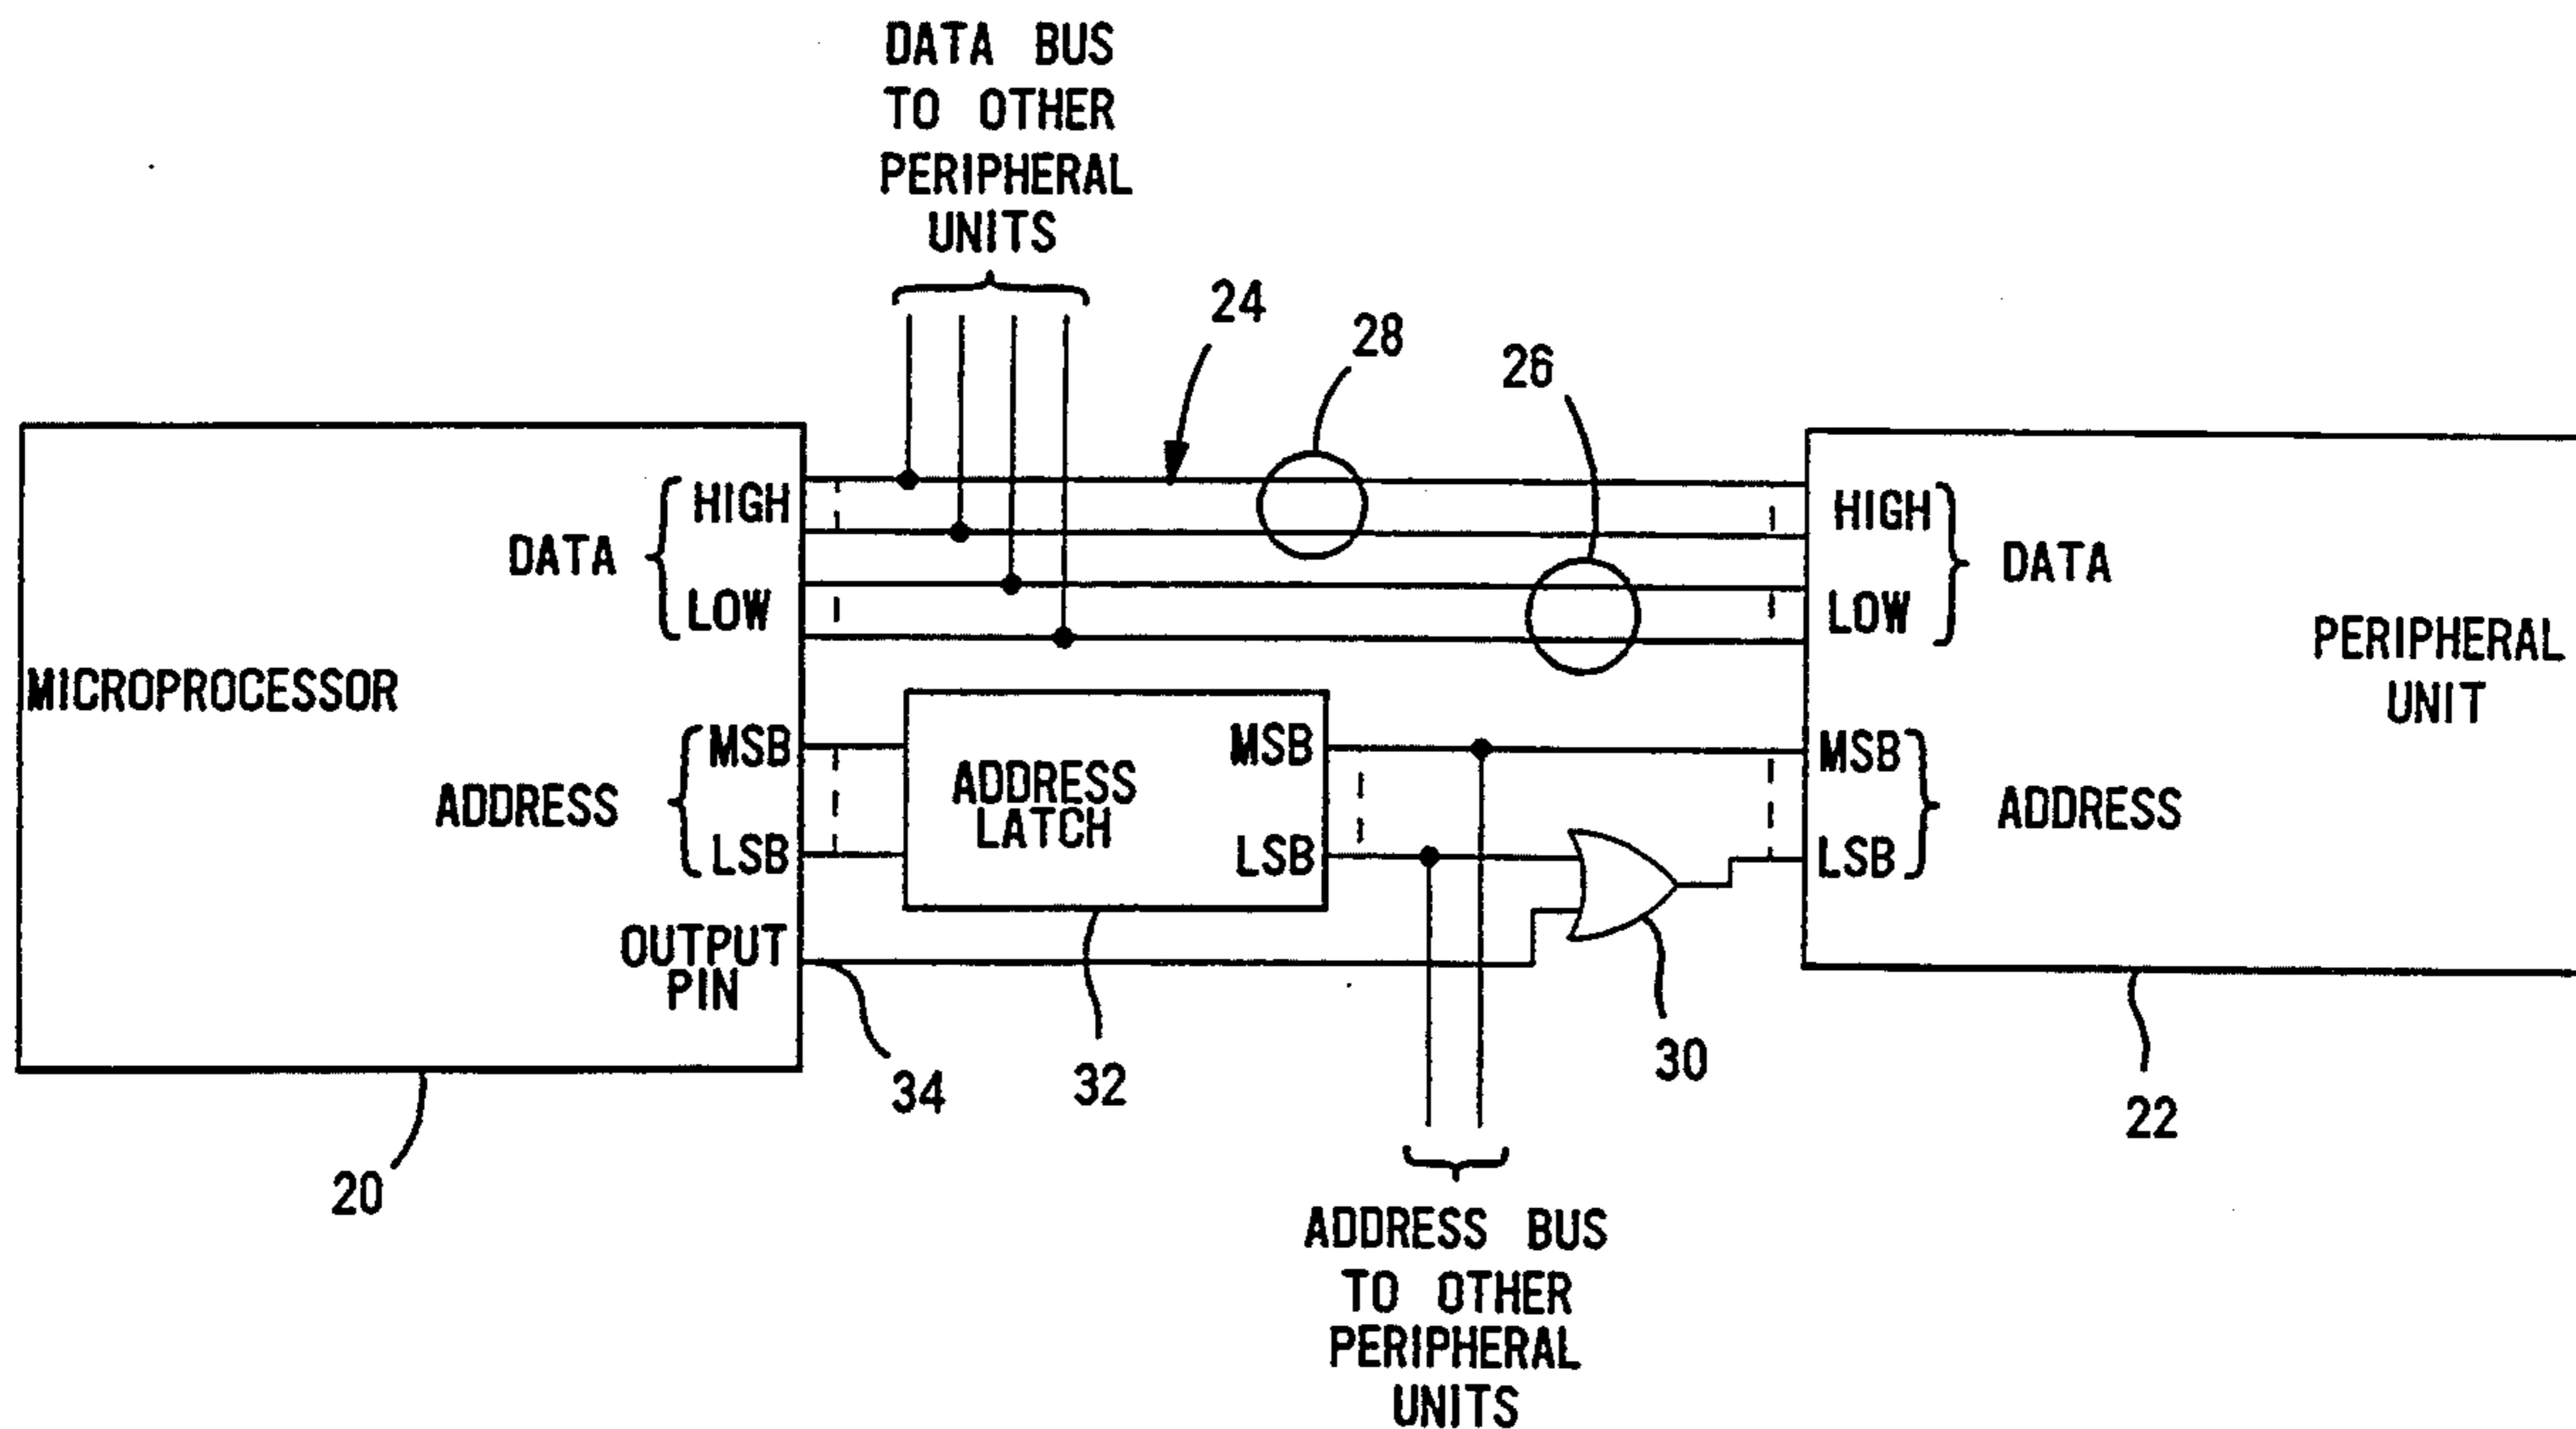 DATA BUS
TO OTHER
PERIPHERAL
UNITS
24
28
26
HIGH
DATA
LOW
MICROPROCESSOR
MSB
ADDRESS
LSB
OUTPUT
PIN
34
20
ADDRESS
LATCH
MSB
LSB
32
30
HIGH
DATA
LOW
PERIPHERAL
UNIT
MSB
ADDRESS
LSB
22
ADDRESS BUS
TO OTHER
PERIPHERAL
UNITS